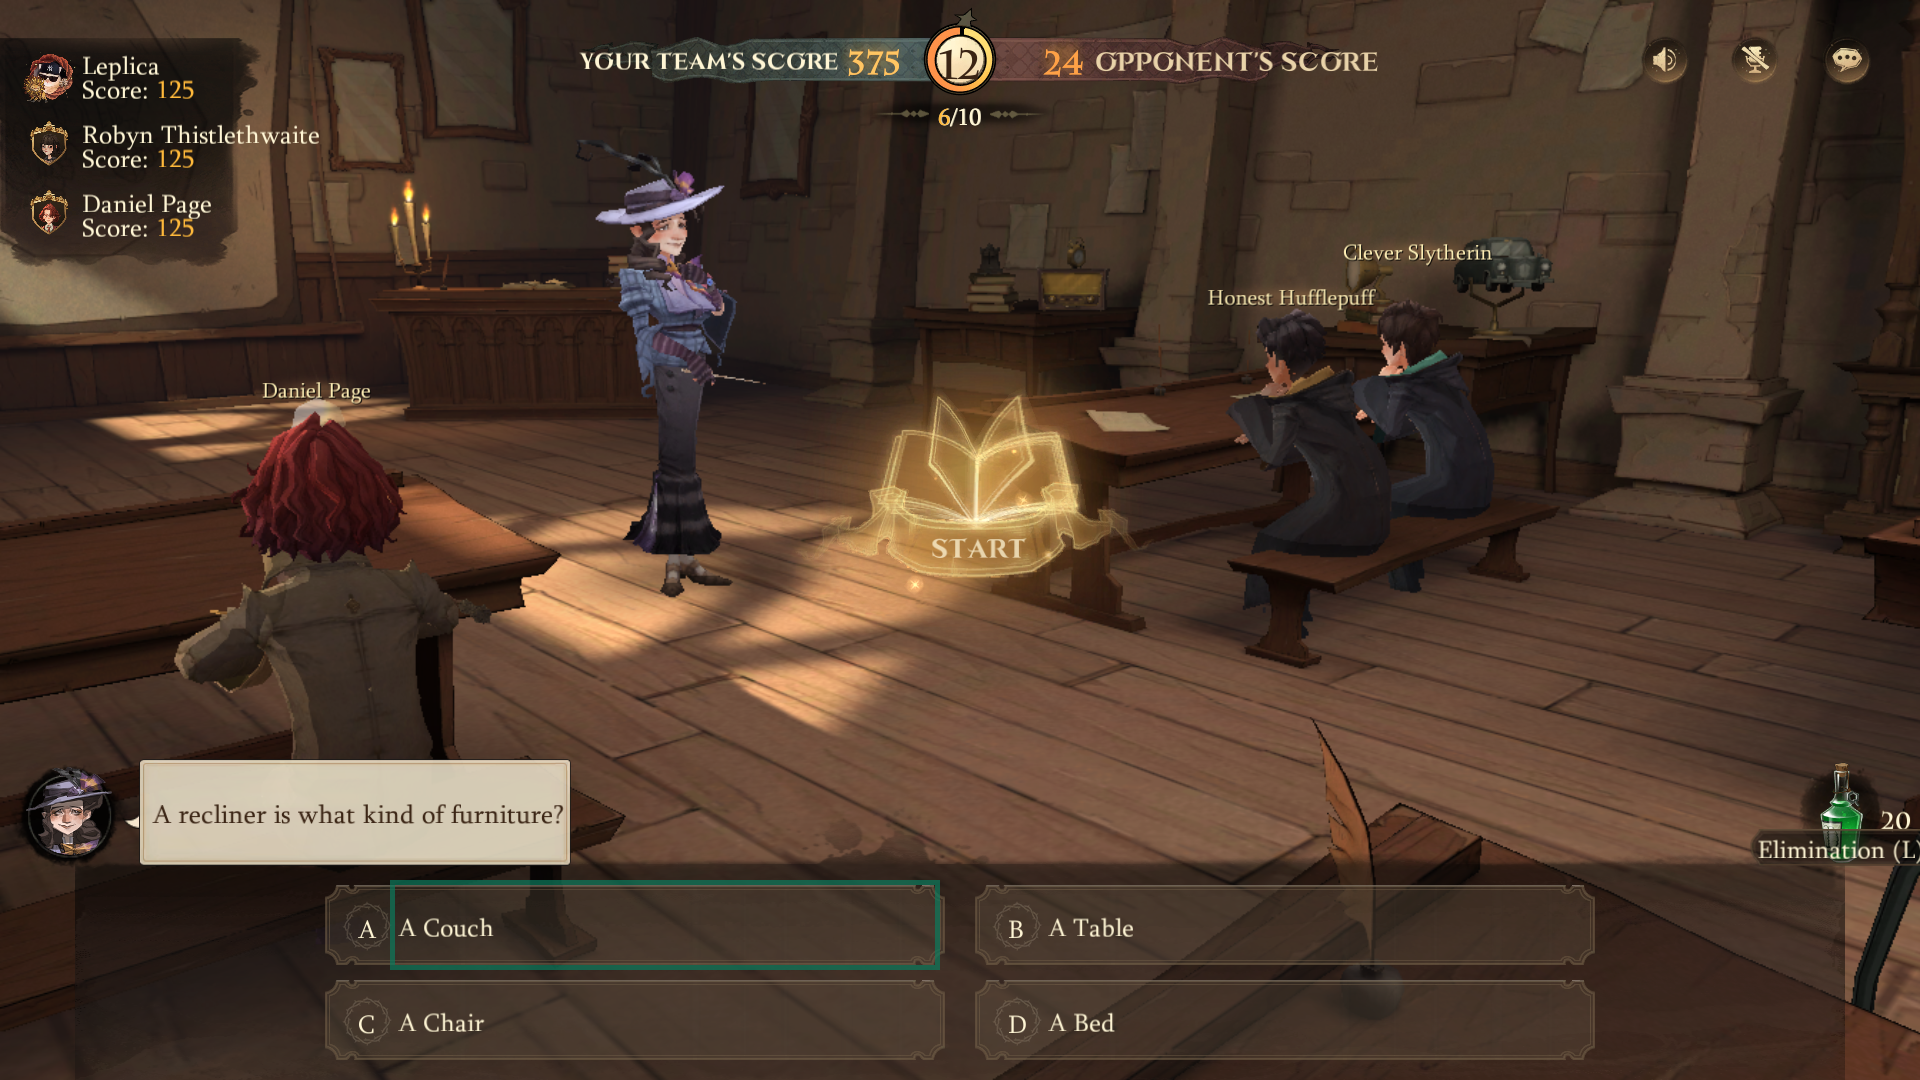 Leplica
Score: 125
Robyn Thistlethwaite
Score: 125
Daniel Page
Score: 125
YOUR TEAM'S SCORE 375 12 24 OPPONENT'S SCORE
6/10
Clever Slytherin
Honest Hufflepuff
Daniel Page
START
A recliner is what kind of furniture?
20
Elimination (L)
A A Couch
B A Table
C A Chair
D A Bed